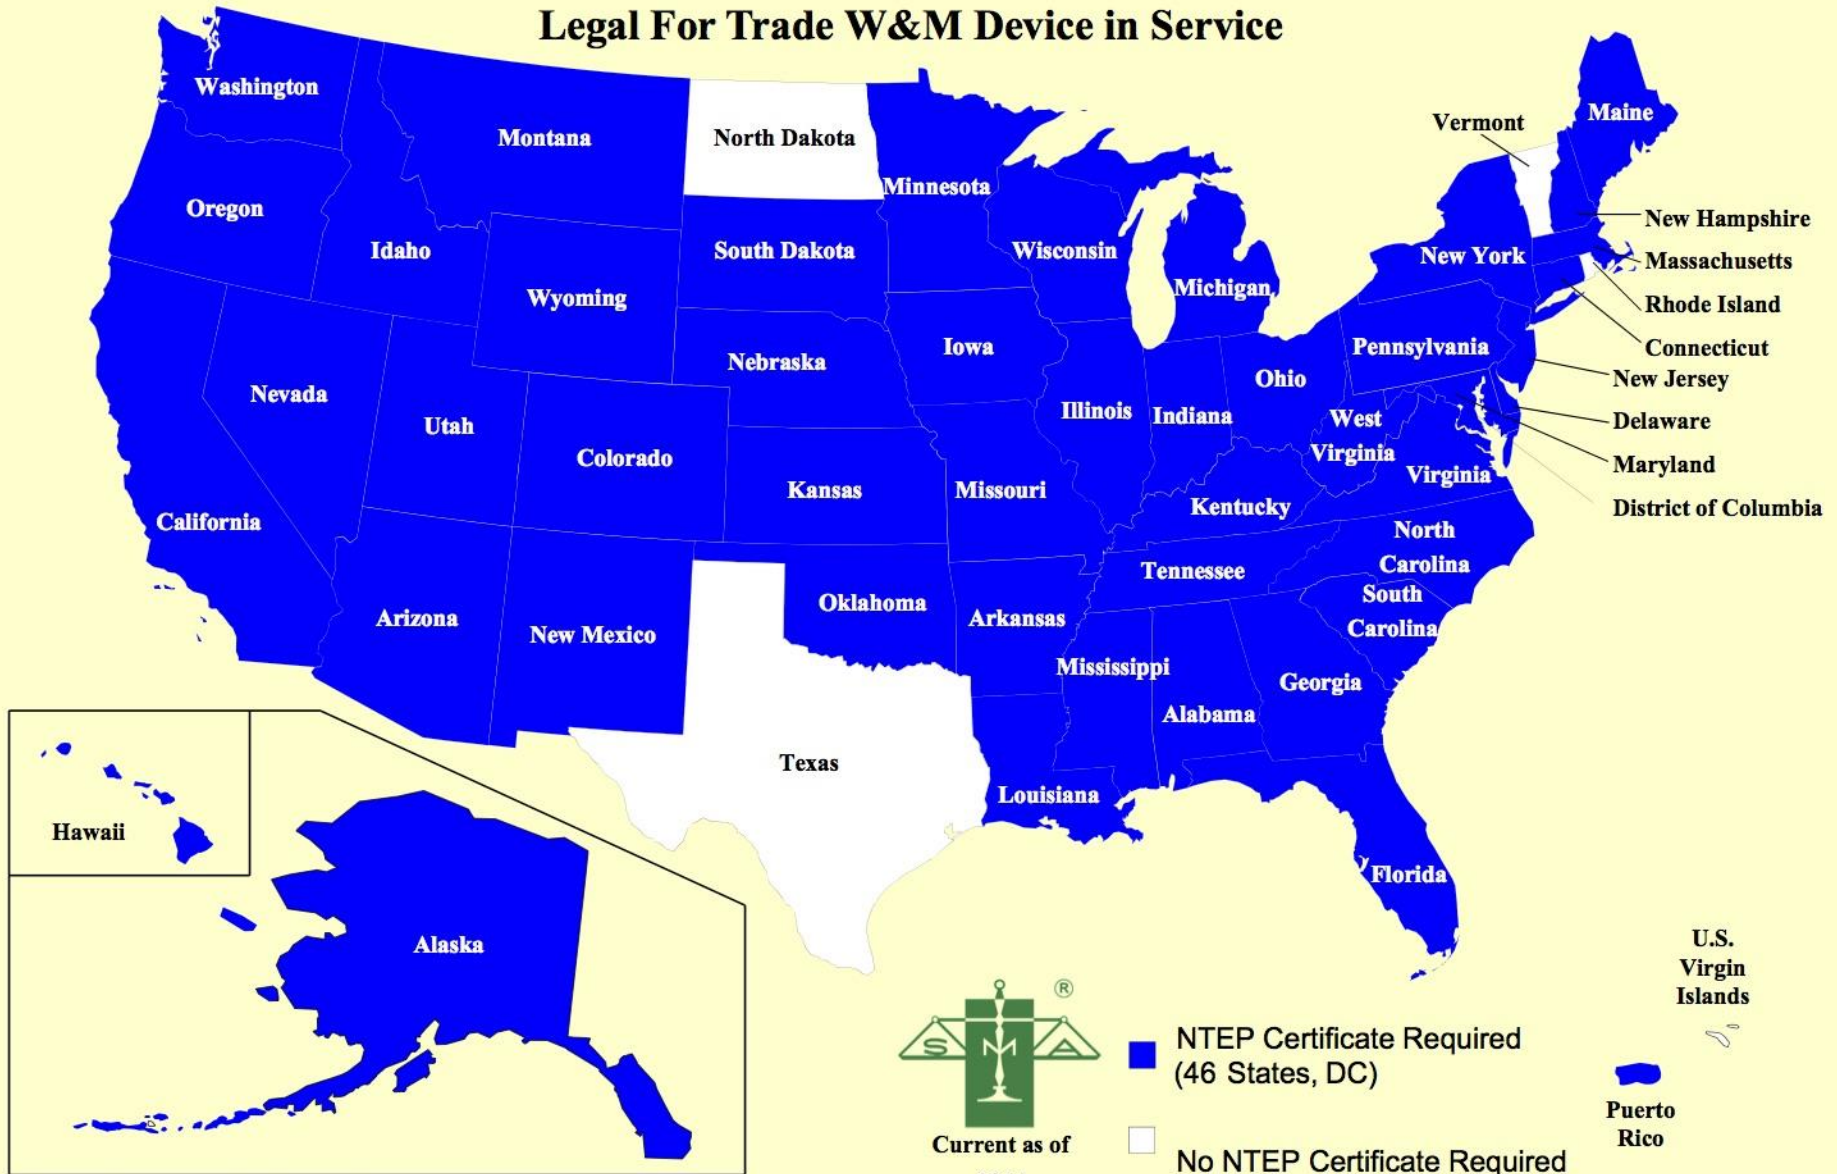 Legal For Trade W&M Device in Service
Washington
Montana
North Dakota
Minnesota
Vermont
Maine
Oregon
Idaho
South Dakota
Wisconsin
New York
New Hampshire
Massachusetts
Wyoming
Michigan
Rhode Island
Connecticut
Nebraska
Iowa
Pennsylvania
New Jersey
Nevada
Utah
Colorado
Illinois
Indiana
Ohio
West
Virginia
Delaware
Maryland
California
Kansas
Missouri
Kentucky
Virginia
District of Columbia
North
Carolina
Arizona
New Mexico
Oklahoma
Arkansas
Tennessee
South
Carolina
Mississippi
Alabama
Georgia
Texas
Louisiana
Florida
Hawaii
Alaska
U.S.
Virgin
Islands
Puerto
Rico
®
S M A
Current as of
NTEP Certificate Required
(46 States, DC)
No NTEP Certificate Required